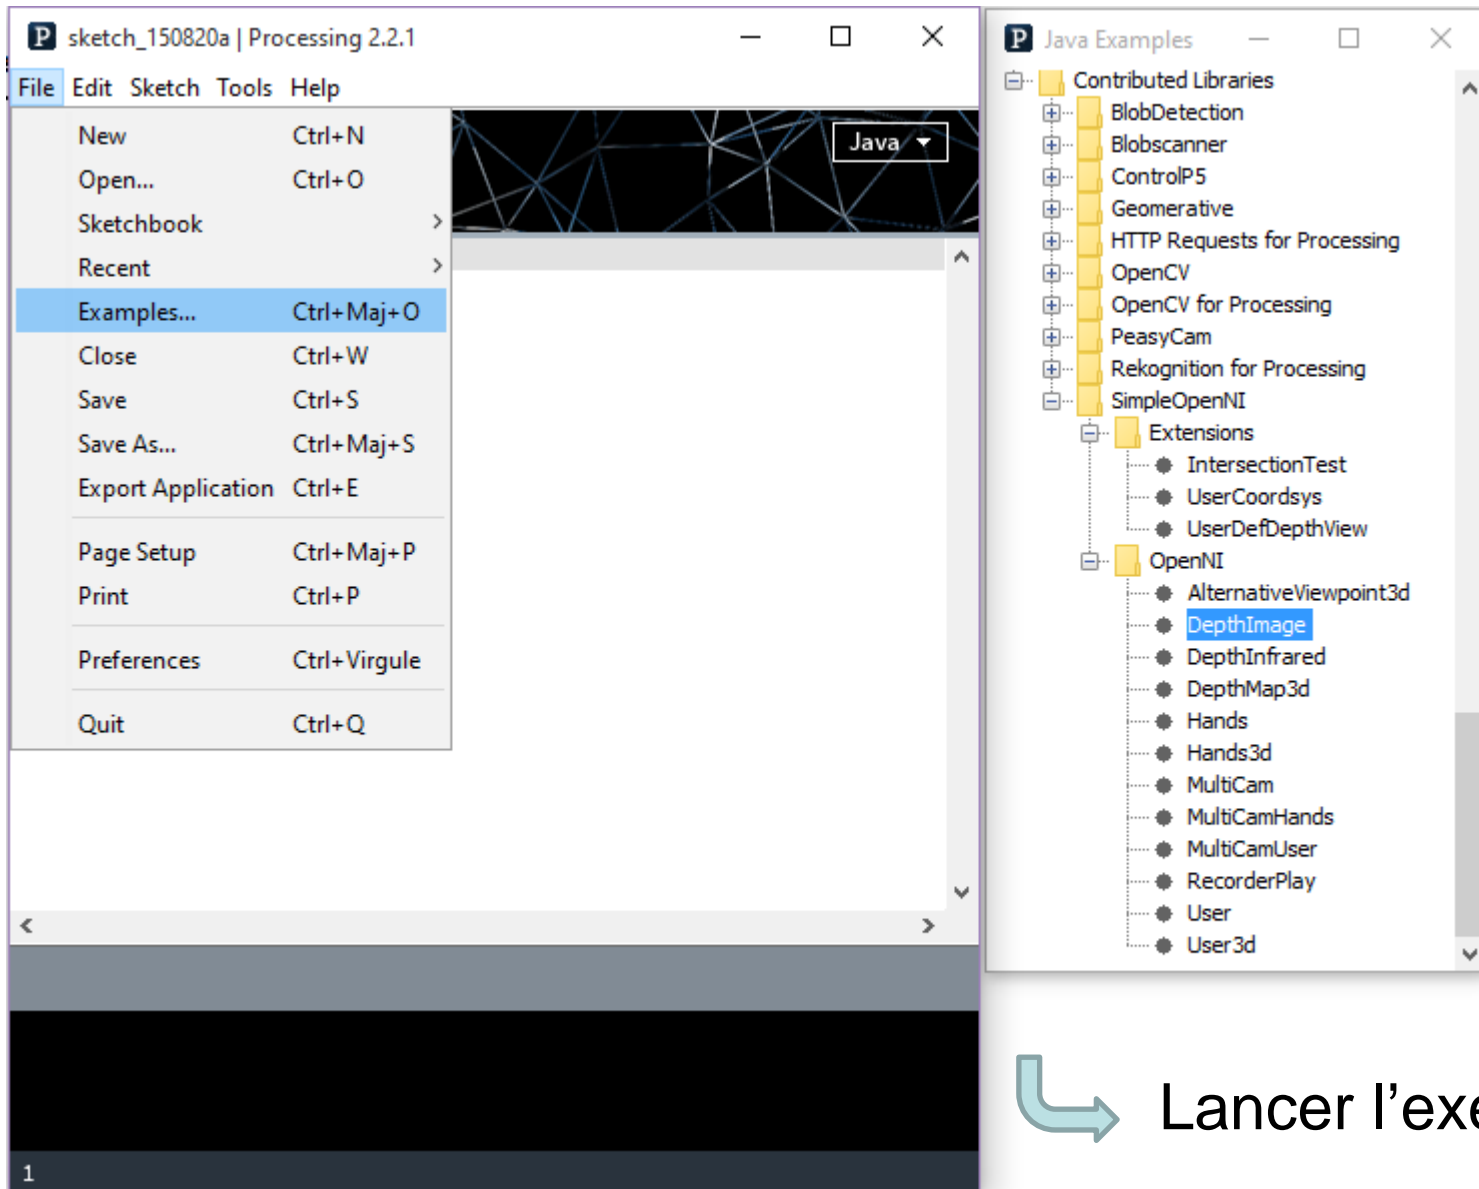 sketch_150820a | Processing 2.2.1
File Edit Sketch Tools Help
New Ctrl+N
Open... Ctrl+O
Sketchbook
Recent
Examples... Ctrl+Maj+O
Close Ctrl+W
Save Ctrl+S
Save As... Ctrl+Maj+S
Export Application Ctrl+E
Page Setup Ctrl+Maj+P
Print Ctrl+P
Preferences Ctrl+Virgule
Quit Ctrl+Q
Java
1
Java Examples
Contributed Libraries
BlobDetection
Blobscanner
ControlP5
Geomerative
HTTP Requests for Processing
OpenCV
OpenCV for Processing
PeasyCam
Rekognition for Processing
SimpleOpenNI
Extensions
IntersectionTest
UserCoordsys
UserDefDepthView
OpenNI
AlternativeViewpoint3d
DepthImage
DepthInfrared
DepthMap3d
Hands
Hands3d
MultiCam
MultiCamHands
MultiCamUser
RecorderPlay
User
User3d
Lancer l’exe